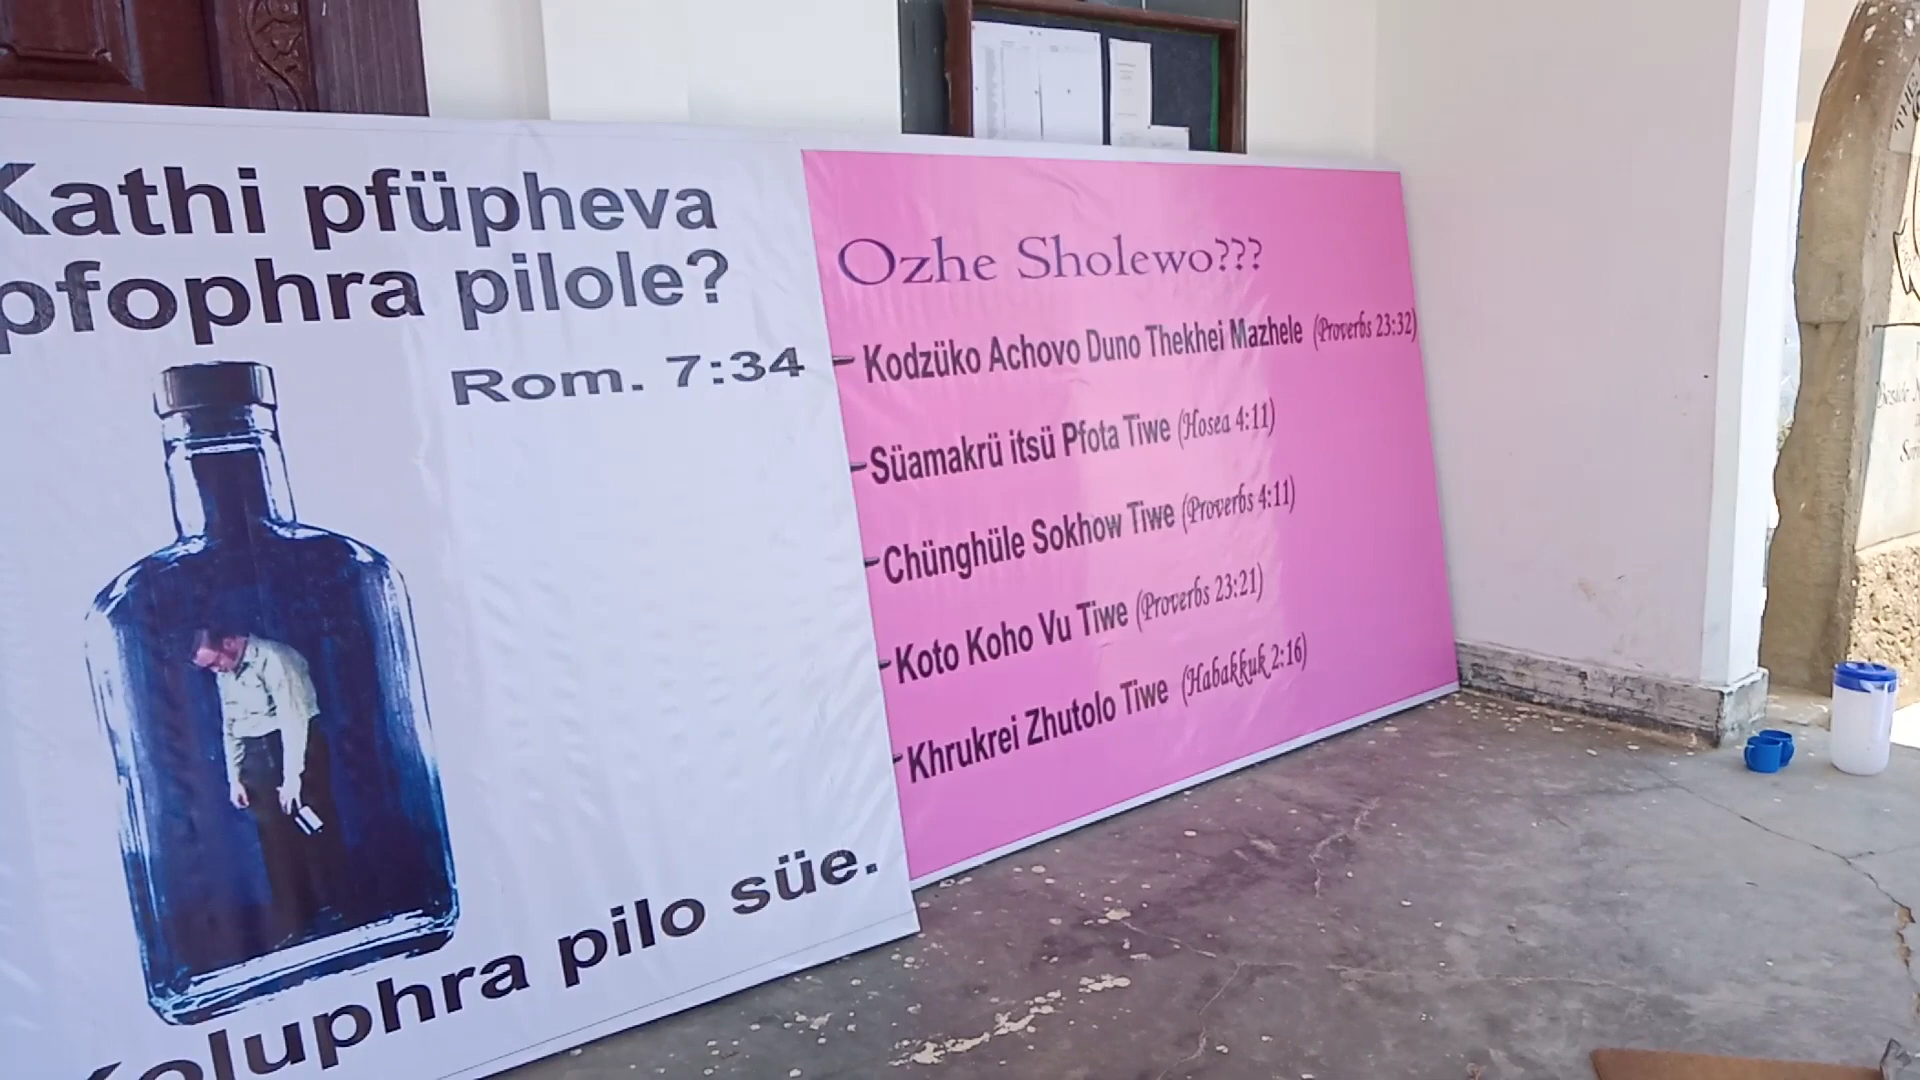 Kathi pfüpheva
pfophra pilole?
Rom. 7:34
Koluphra pilo süe.
Ozhe Sholewo???
- Kodzüko Achovo Duno Thekhei Mazhele (Proverbs 23:32)
- Süamakrü itsü Pfota Tiwe (Hosea 4:11)
- Chünghüle Sokhow Tiwe (Proverbs 4:11)
- Koto Koho Vu Tiwe (Proverbs 23:21)
- Khrukrei Zhutolo Tiwe (Habakkuk 2:16)